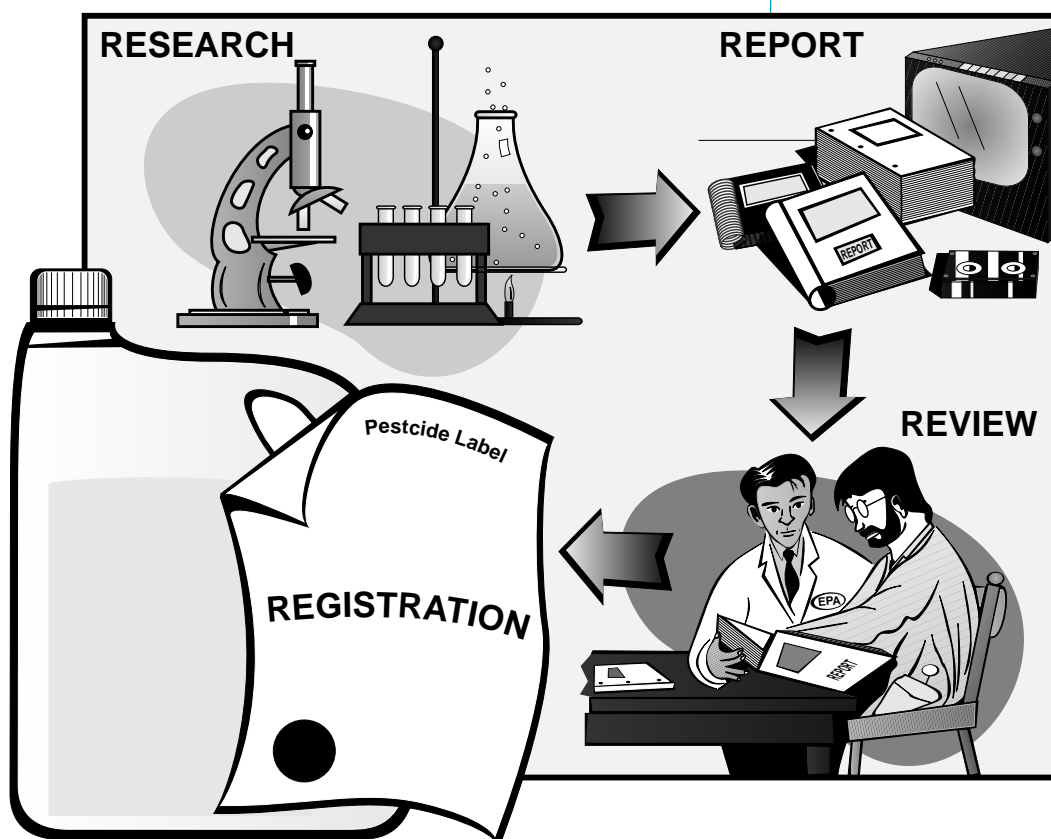 RESEARCH
REPORT
REPORT
REVIEW
Pestcide Label
REGISTRATION
EPA
REPORT